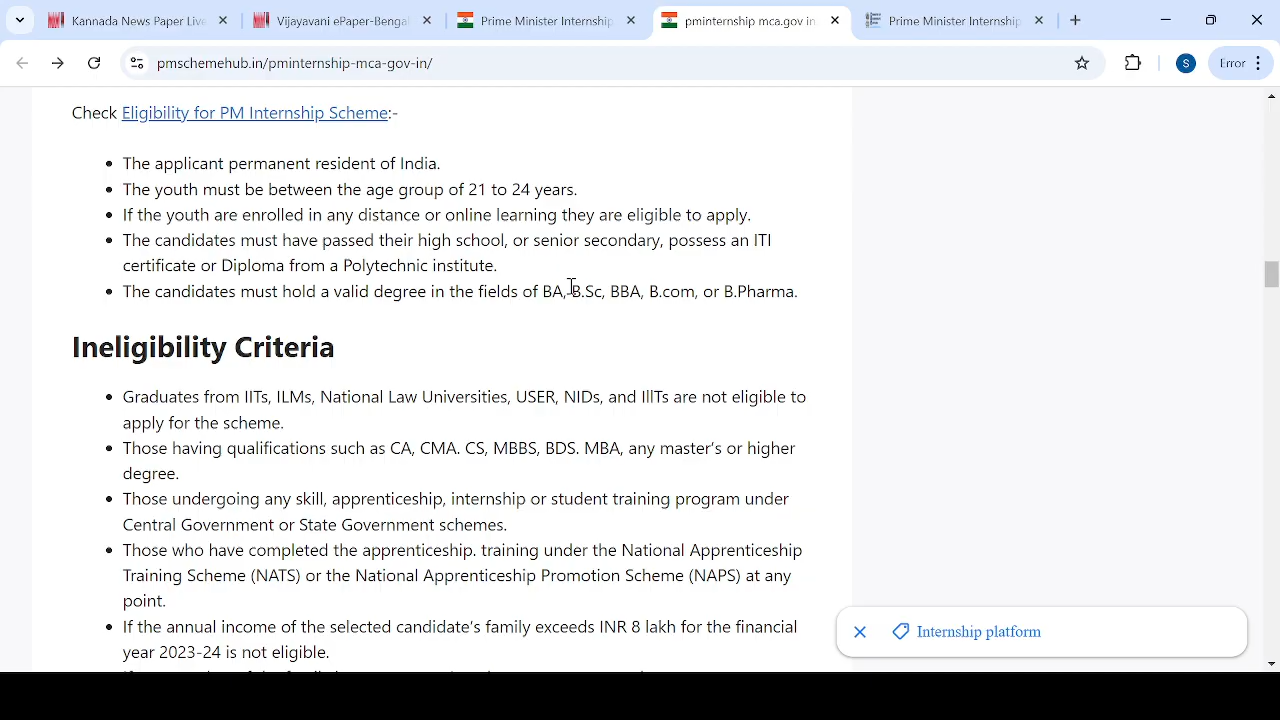 Kannada News Paper Live
Vijayavani ePaper-Bengal
Prime Minister Internship
pminternship mca.gov in
Prime Minister Internship
pmschemehub.in/pminternship-mca-gov-in/
S
Error
Check Eligibility for PM Internship Scheme:-
The applicant permanent resident of India.
The youth must be between the age group of 21 to 24 years.
If the youth are enrolled in any distance or online learning they are eligible to apply.
The candidates must have passed their high school, or senior secondary, possess an ITI
certificate or Diploma from a Polytechnic institute.
The candidates must hold a valid degree in the fields of BA, B.Sc, BBA, B.com, or B.Pharma.
Ineligibility Criteria
Graduates from IITs, ILMs, National Law Universities, USER, NIDs, and IllTs are not eligible to
apply for the scheme.
Those having qualifications such as CA, CMA. CS, MBBS, BDS. MBA, any master's or higher
degree.
Those undergoing any skill, apprenticeship, internship or student training program under
Central Government or State Government schemes.
Those who have completed the apprenticeship. training under the National Apprenticeship
Training Scheme (NATS) or the National Apprenticeship Promotion Scheme (NAPS) at any
point.
If the annual income of the selected candidate's family exceeds INR 8 lakh for the financial
year 2023-24 is not eligible.
Internship platform